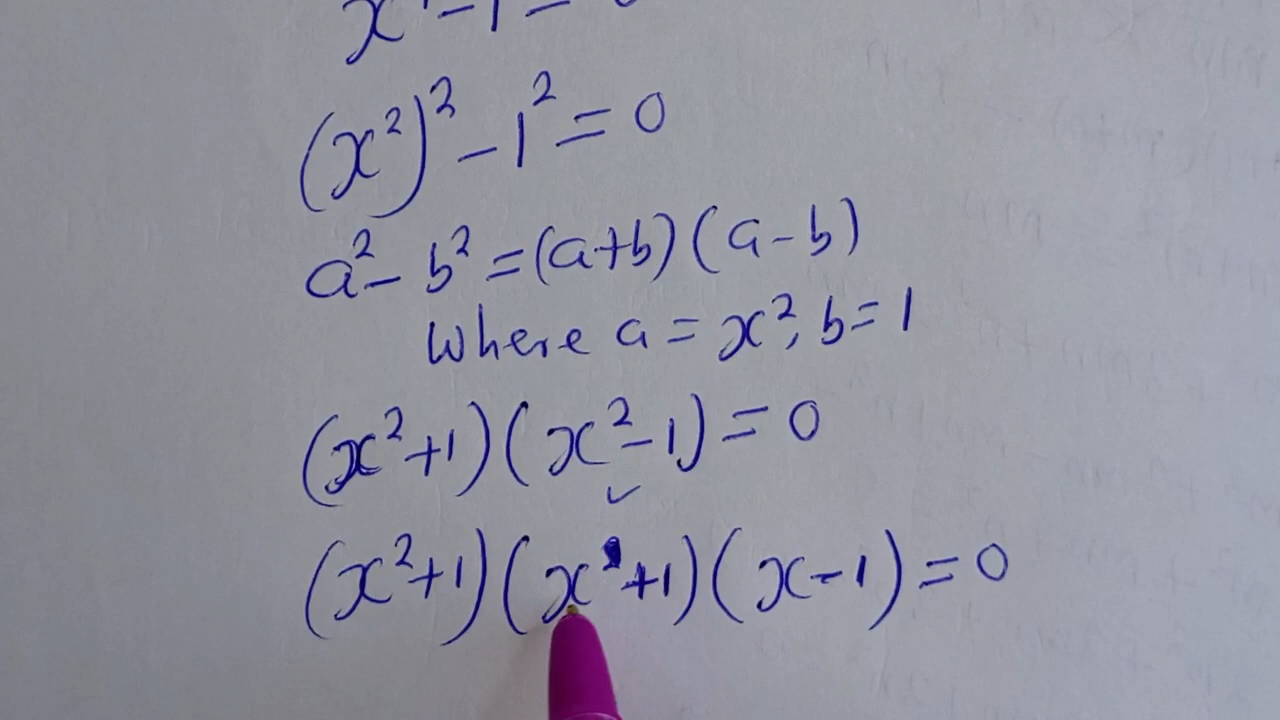 (x²)² - 1² = 0
a² - b² = (a+b)(a-b)
Where a = x², b = 1
(x²+1)(x²-1) = 0
(x²+1)(x+1)(x-1) = 0